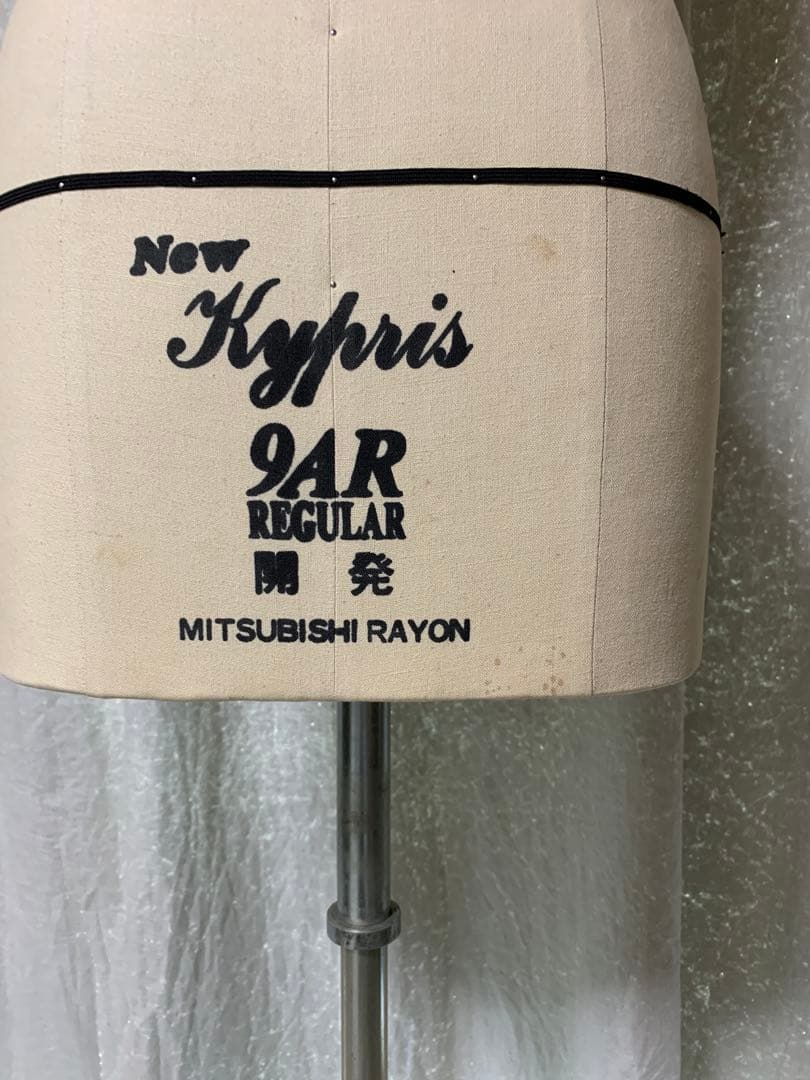 New
Kypris
9AR
REGULAR
開発
MITSUBISHI RAYON